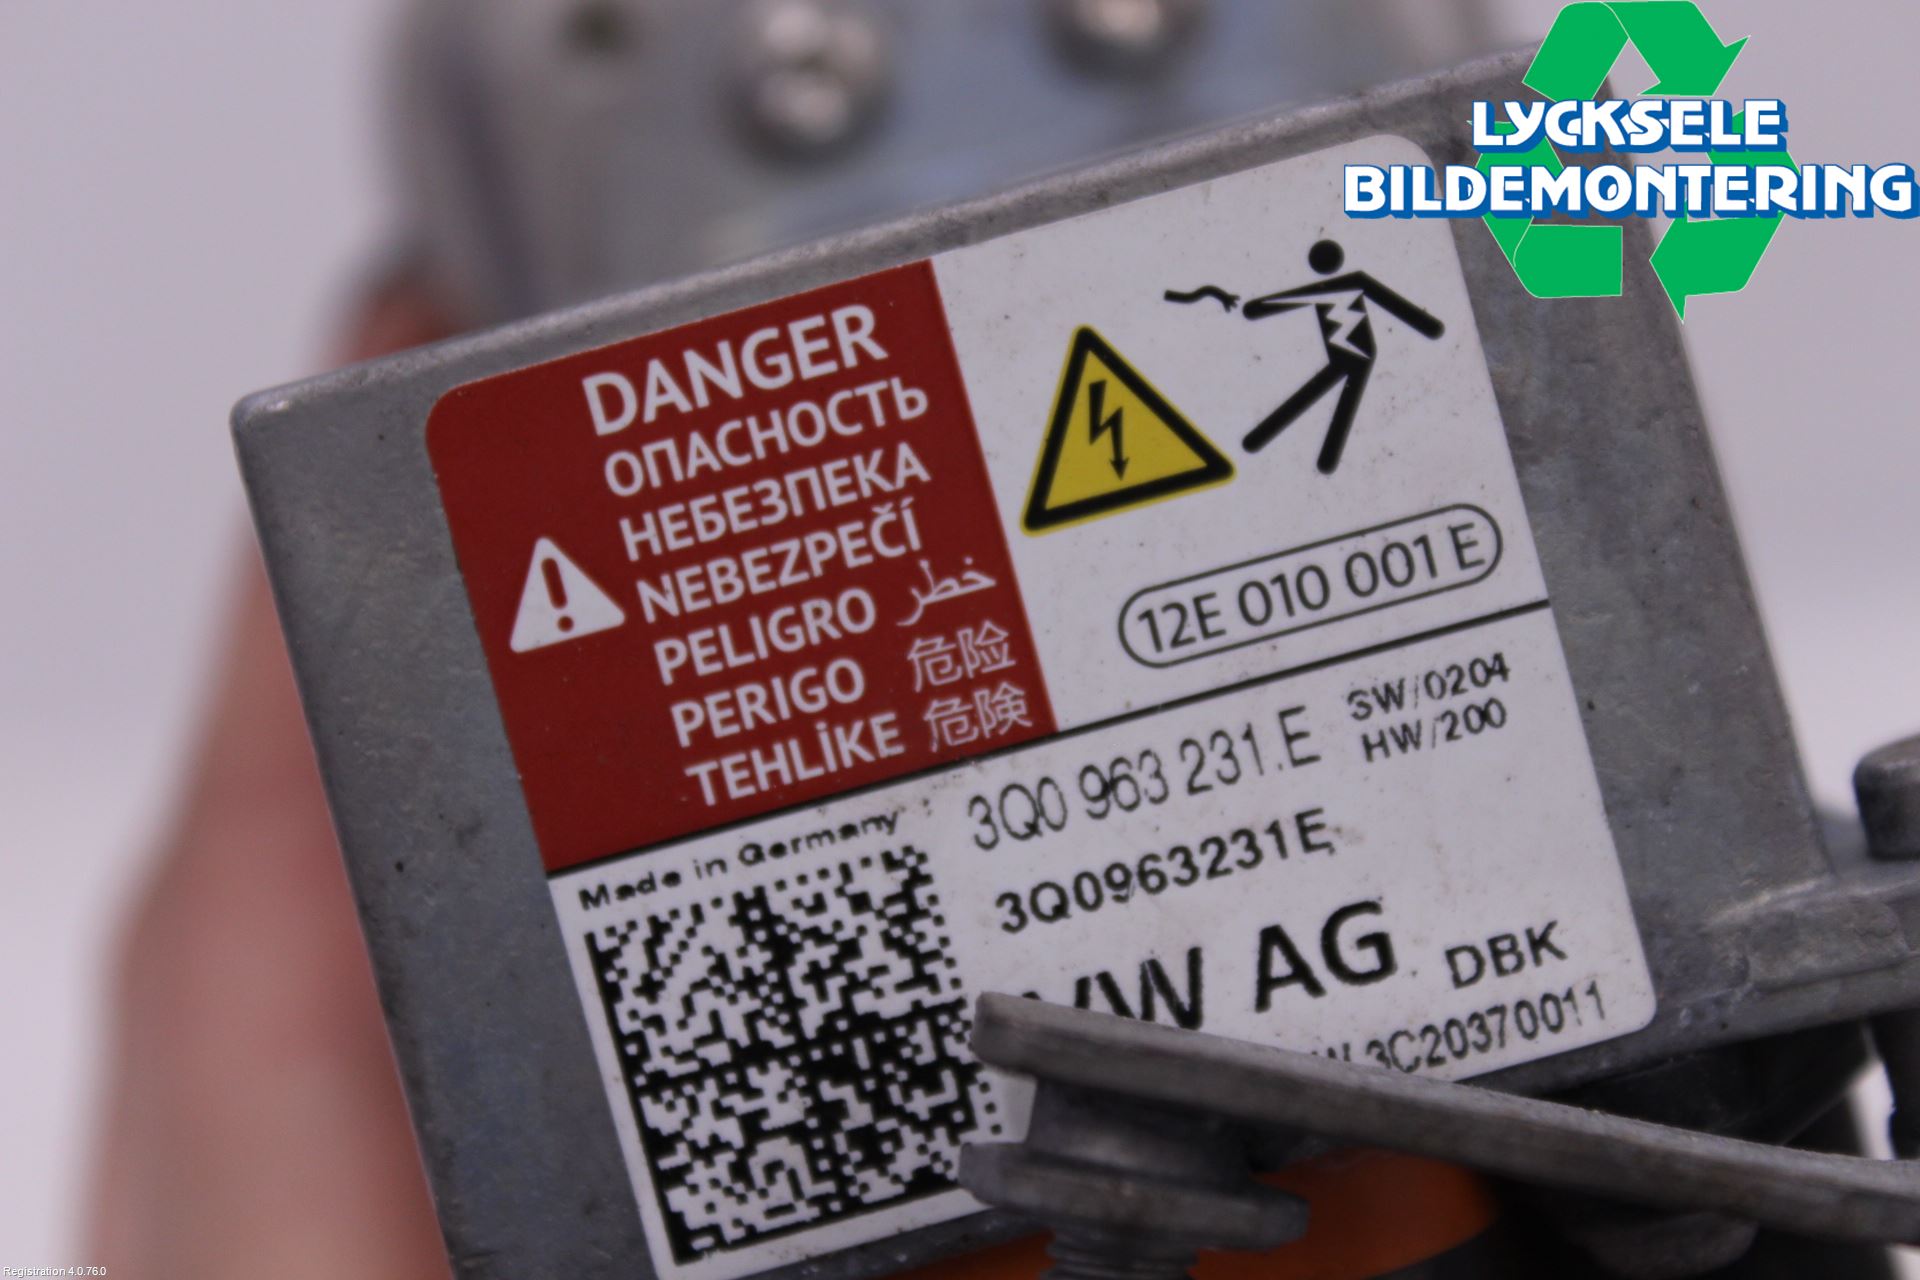 LYCKSELE
BILDEMONTERING
DANGER
ОПАСНОСТЬ
НЕБЕЗПЕКА
NEBEZPEČÍ
PELIGRO خطر
PERIGO 危险
TEHLİKE 危険
12E 010 001 E
Made in Germany
3Q0 963 231.E
SW/0204
HW/200
3Q0963231E
VW AG DBK
3C20370011
Registration 4.0.76.0